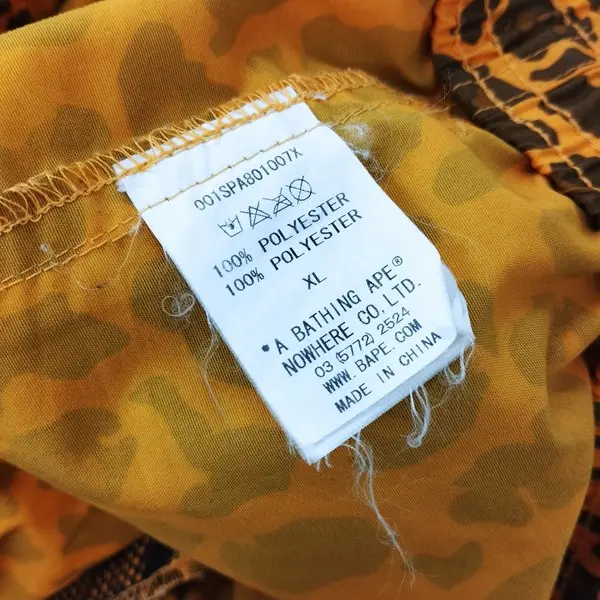 001SPA801007X
100% POLYESTER
100% POLYESTER
XL
• A BATHING APE®
NOWHERE CO, LTD.
03 (5772) 2524
WWW.BAPE.COM
MADE IN CHINA